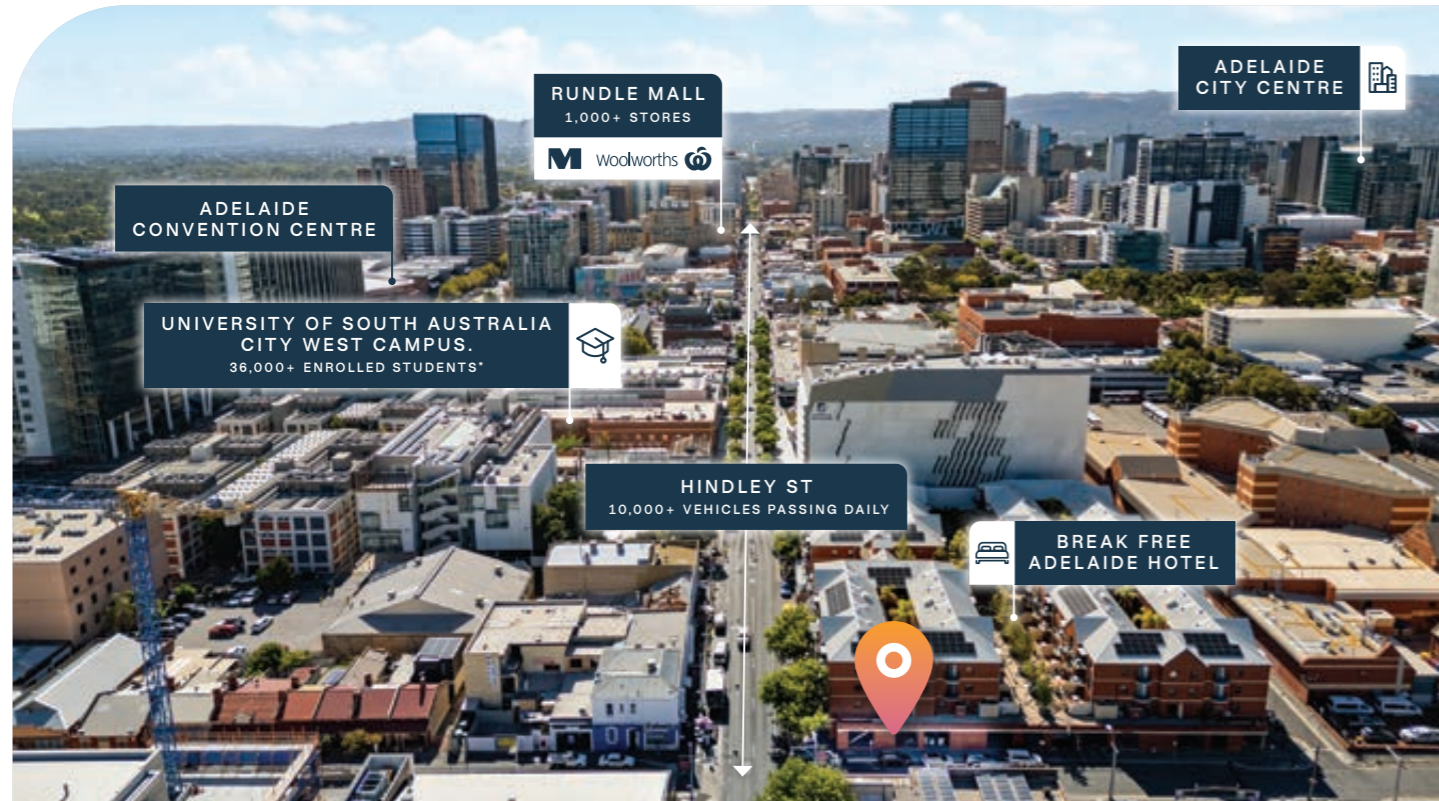 ADELAIDE
CITY CENTRE
RUNDLE MALL
1,000+ STORES
M Woolworths
ADELAIDE
CONVENTION CENTRE
UNIVERSITY OF SOUTH AUSTRALIA
CITY WEST CAMPUS.
36,000+ ENROLLED STUDENTS*
HINDLEY ST
10,000+ VEHICLES PASSING DAILY
BREAK FREE
ADELAIDE HOTEL